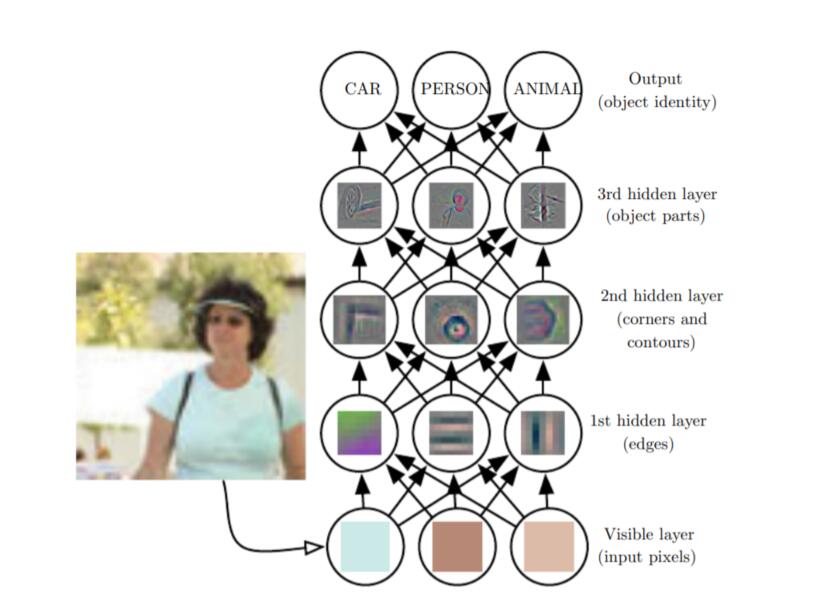 CAR PERSON ANIMAL
Output
(object identity)
3rd hidden layer
(object parts)
2nd hidden layer
(corners and
contours)
1st hidden layer
(edges)
Visible layer
(input pixels)